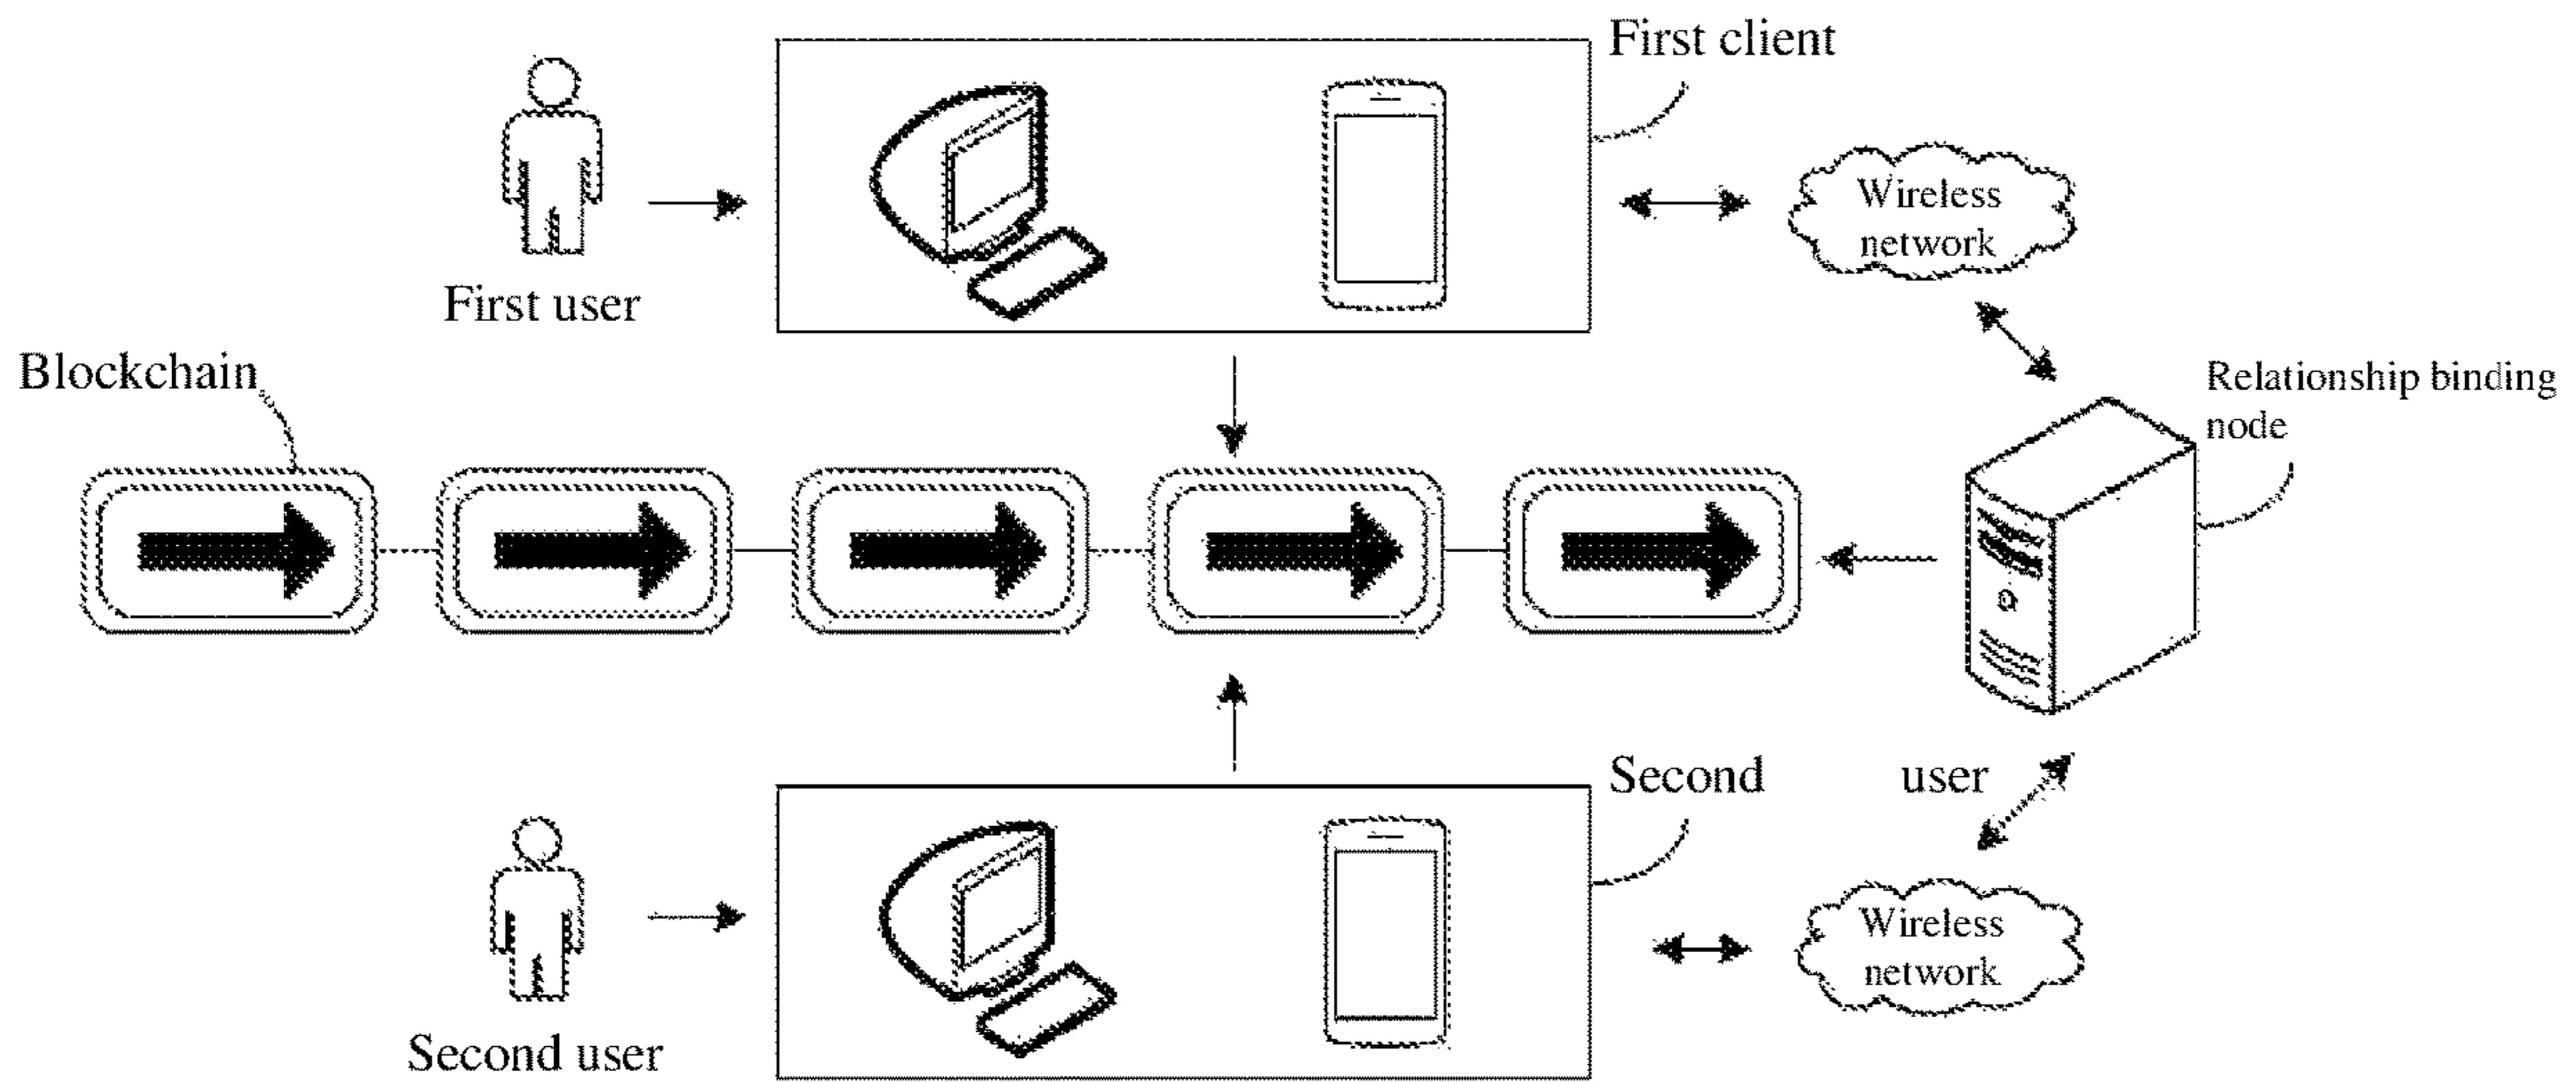 First client
Wireless
network
First user
Blockchain
Relationship binding
node
Second user
Wireless
network
Second user